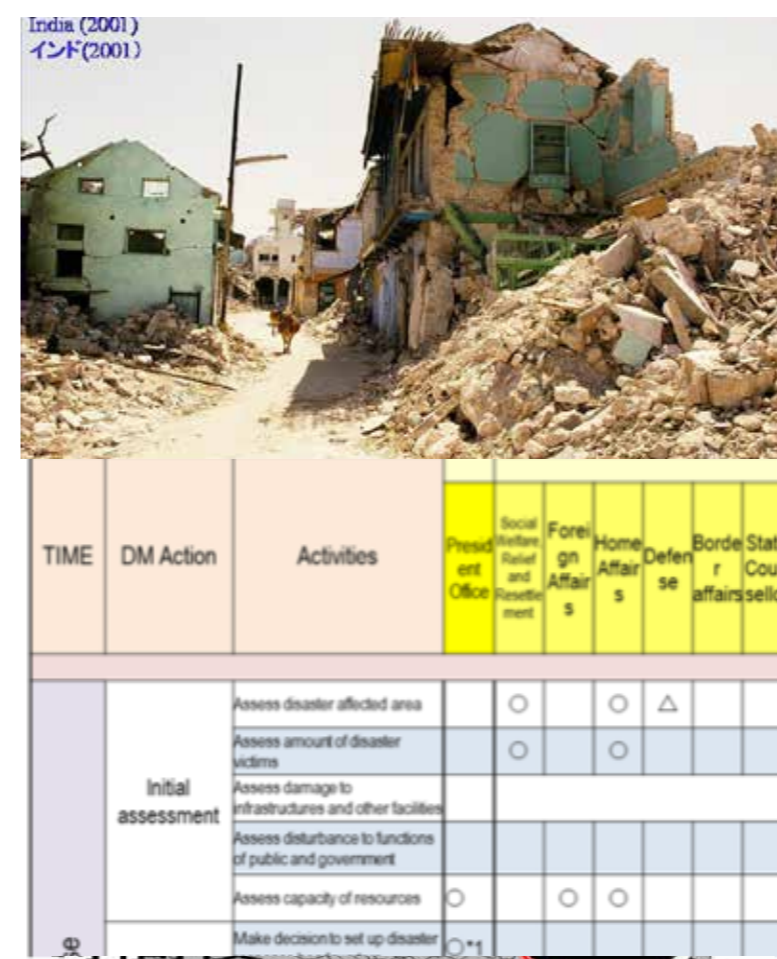 India (2001)
インド(2001)
TIME
DM Action
Activities
Presid
ent
Office
Social
Welfare,
Relief
and
Resettle
ment
Forei
gn
Affair
s
Home
Affair
s
Defen
se
Borde
r
affairs
Initial
assessment
Assess disaster affected area
○ ○ △
Assess amount of disaster
victims
○ ○
Assess damage to
infrastructures and other facilities
Assess disturbance to functions
of public and government
Assess capacity of resources
○ ○ ○
Make decision to set up disaster
○*1